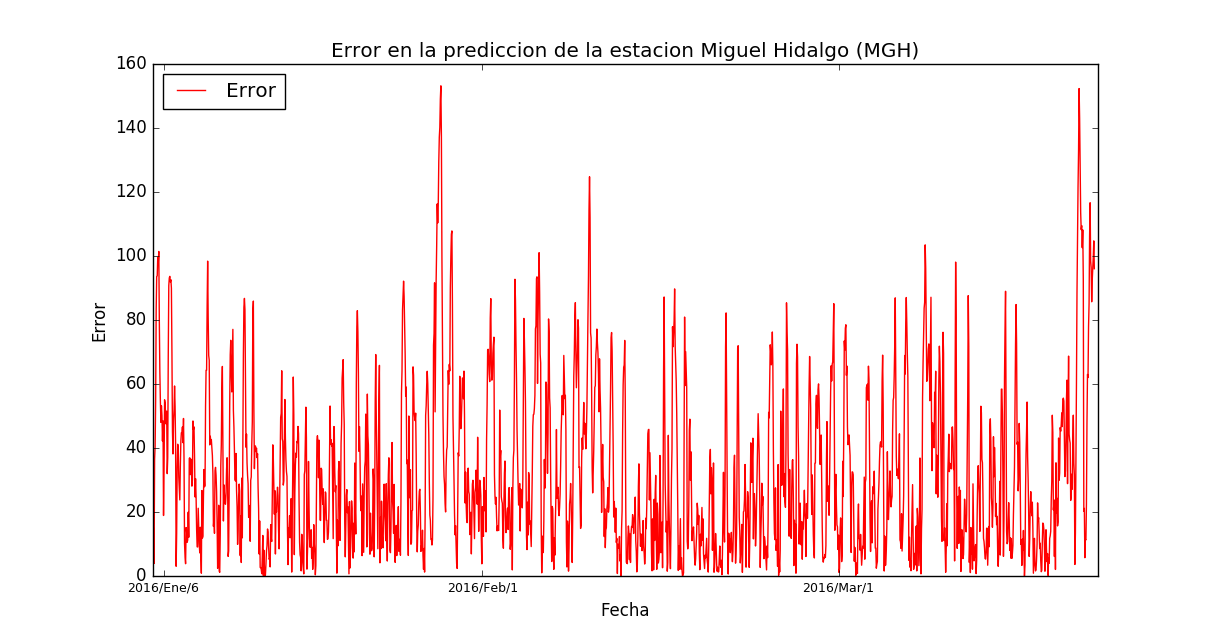 Error en la prediccion de la estacion Miguel Hidalgo (MGH)
Error
160
140
120
100
80
60
40
20
0
Error
2016/Ene/6
2016/Feb/1
2016/Mar/1
Fecha